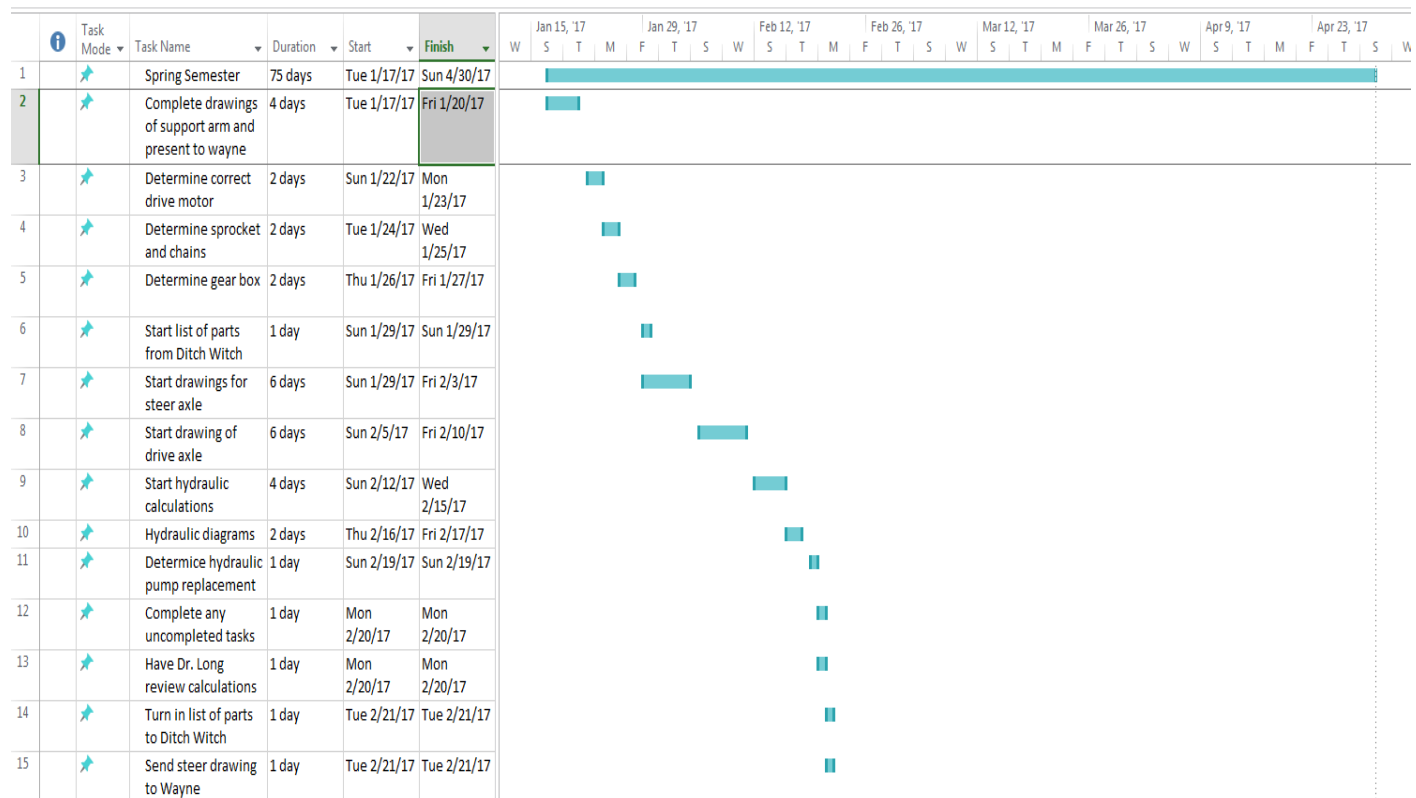 Task Mode Task Name Duration Start Finish
Jan 15, '17 Jan 29, '17 Feb 12, '17 Feb 26, '17 Mar 12, '17 Mar 26, '17 Apr 9, '17 Apr 23, '17
W S T M F T S W S T M F T S W S T M F T S W S T M F T S W
1 Spring Semester 75 days Tue 1/17/17 Sun 4/30/17
2 Complete drawings 4 days Tue 1/17/17 Fri 1/20/17
of support arm and
present to wayne
3 Determine correct 2 days Sun 1/22/17 Mon
drive motor 1/23/17
4 Determine sprocket 2 days Tue 1/24/17 Wed
and chains 1/25/17
5 Determine gear box 2 days Thu 1/26/17 Fri 1/27/17
6 Start list of parts 1 day Sun 1/29/17 Sun 1/29/17
from Ditch Witch
7 Start drawings for 6 days Sun 1/29/17 Fri 2/3/17
steer axle
8 Start drawing of 6 days Sun 2/5/17 Fri 2/10/17
drive axle
9 Start hydraulic 4 days Sun 2/12/17 Wed
calculations 2/15/17
10 Hydraulic diagrams 2 days Thu 2/16/17 Fri 2/17/17
11 Determice hydraulic 1 day Sun 2/19/17 Sun 2/19/17
pump replacement
12 Complete any 1 day Mon Mon
uncompleted tasks 2/20/17 2/20/17
13 Have Dr. Long 1 day Mon Mon
review calculations 2/20/17 2/20/17
14 Turn in list of parts 1 day Tue 2/21/17 Tue 2/21/17
to Ditch Witch
15 Send steer drawing 1 day Tue 2/21/17 Tue 2/21/17
to Wayne